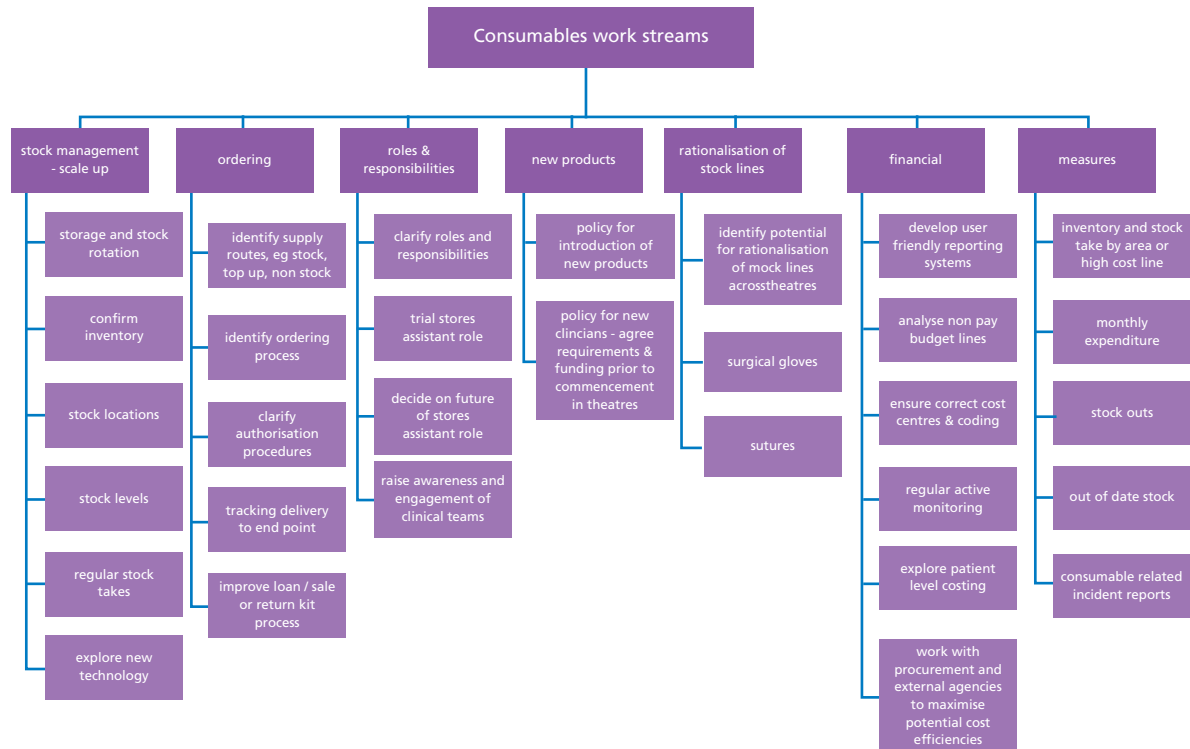 Consumables work streams
stock management
- scale up
storage and stock
rotation
confirm
inventory
stock locations
stock levels
regular stock
takes
explore new
technology
ordering
identify supply
routes, eg stock,
top up, non stock
identify ordering
process
clarify
authorisation
procedures
tracking delivery
to end point
improve loan / sale
or return kit
process
roles &
responsibilities
clarify roles and
responsibilities
trial stores
assistant role
decide on future
of stores
assistant role
raise awareness and
engagement of
clinical teams
new products
policy for
introduction of
new products
policy for new
clincians - agree
requirements &
funding prior to
commencement
in theatres
rationalisation of
stock lines
identify potential
for rationalisation
of mock lines
acrosstheatres
surgical gloves
sutures
financial
develop user
friendly reporting
systems
analyse non pay
budget lines
ensure correct cost
centres & coding
regular active
monitoring
explore patient
level costing
work with
procurement and
external agencies
to maximise
potential cost
efficiencies
measures
inventory and stock
take by area or
high cost line
monthly
expenditure
stock outs
out of date stock
consumable related
incident reports